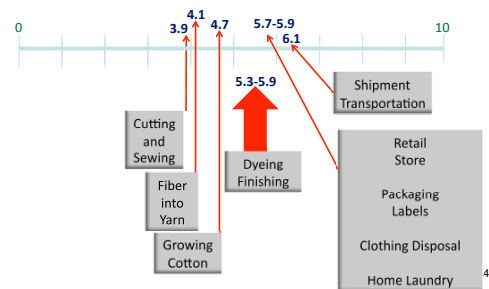 0
10
3.9
4.1
4.7
5.7-5.9
6.1
5.3-5.9
Shipment
Transportation
Cutting
and
Sewing
Dyeing
Finishing
Fiber
into
Yarn
Growing
Cotton
Retail
Store
Packaging
Labels
Clothing Disposal
Home Laundry
4